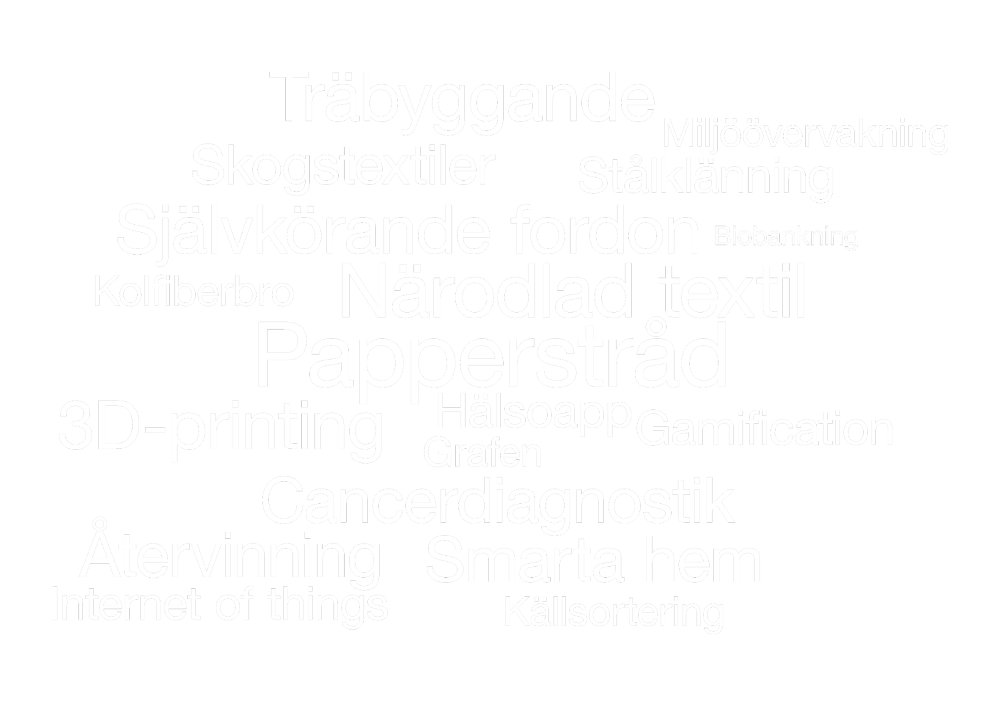 Träbyggande
Miljöövervakning
Skogstextiler
Stålklänning
Självkörande fordon
Biobankning
Kolfiberbro
Närodlad textil
Papperstråd
3D-printing
Hälsoapp
Gamification
Grafen
Cancerdiagnostik
Återvinning
Smarta hem
Internet of things
Källsortering